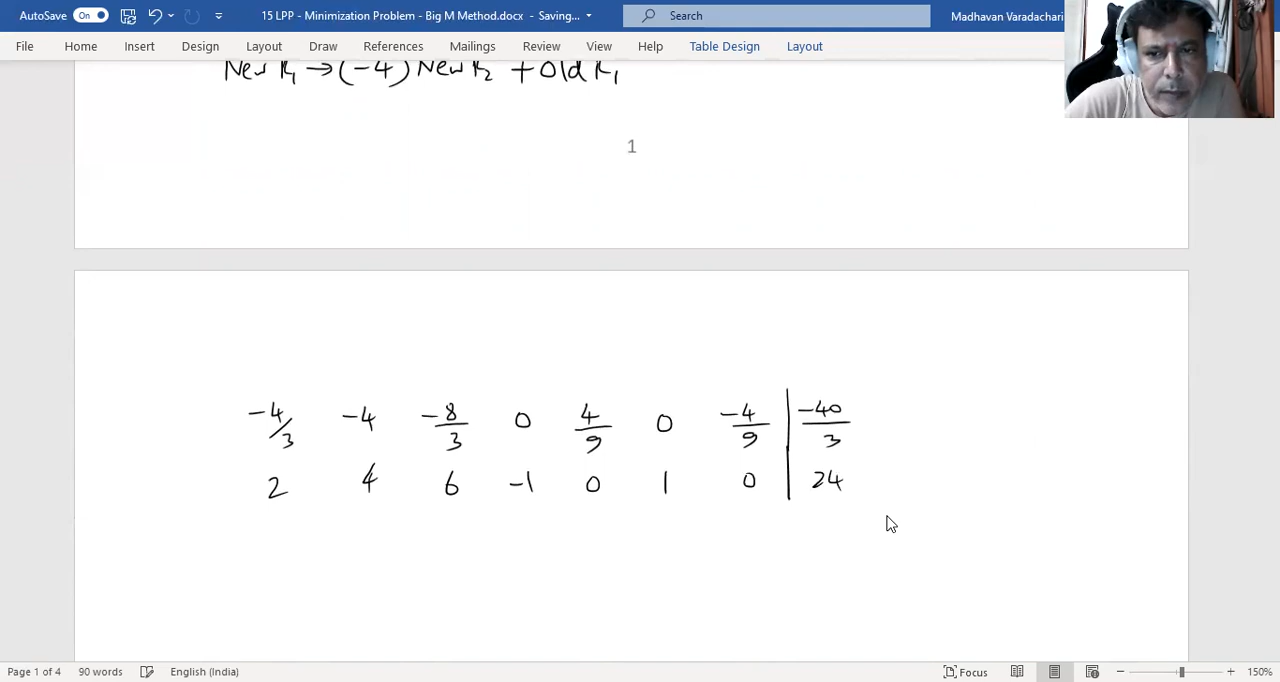 AutoSave On 15 LPP - Minimization Problem - Big M Method.docx - Saving... Search Madhavan Varadachari
File Home Insert Design Layout Draw References Mailings Review View Help Table Design Layout
New R₁ → (-4) New R₂ + Old R₁
1
-4/3 -4 -8/3 0 4/9 0 -4/9 | -40/3
2 4 6 -1 0 1 0 | 24
Page 1 of 4 90 words English (India) Focus 150%